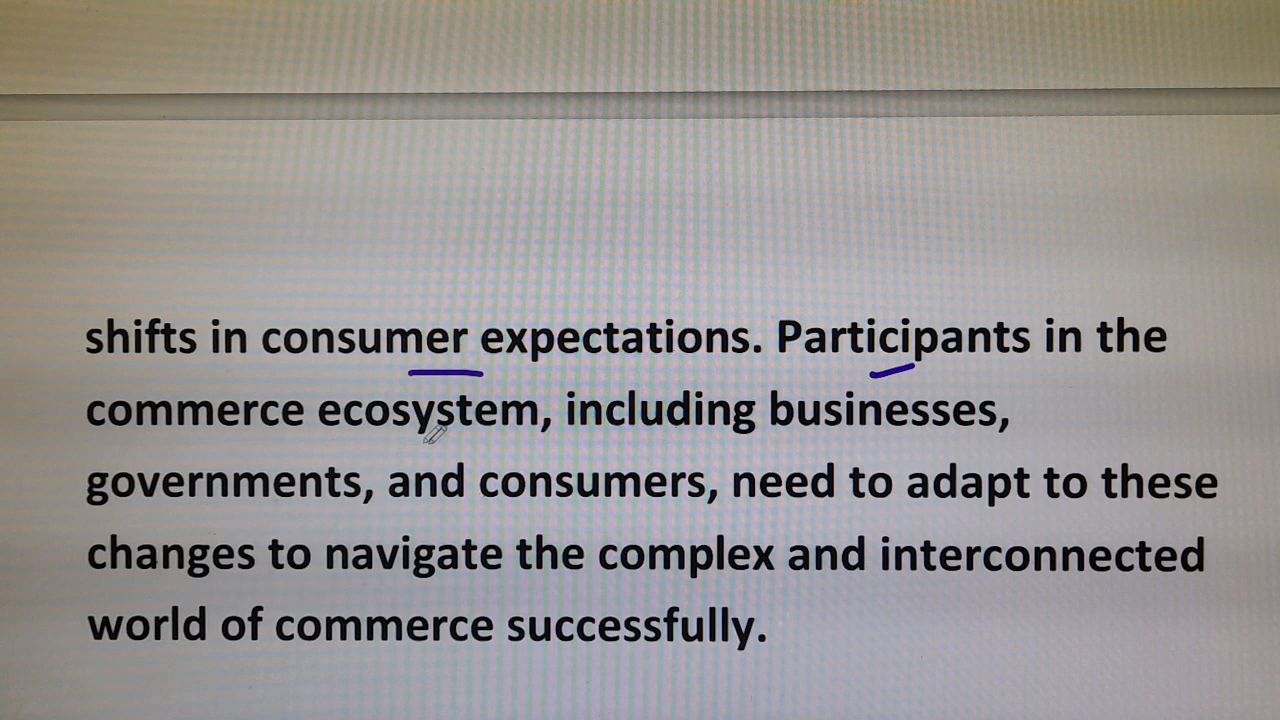 shifts in consumer expectations. Participants in the
commerce ecosystem, including businesses,
governments, and consumers, need to adapt to these
changes to navigate the complex and interconnected
world of commerce successfully.